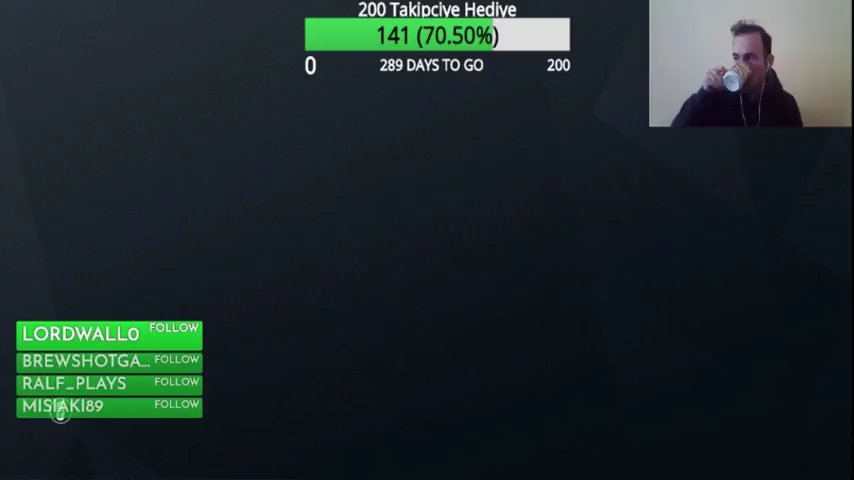 200 Takipciye Hediye
141 (70.50%)
0 289 DAYS TO GO 200
LORDWALL0 FOLLOW
BREWSHOTGA... FOLLOW
RALF_PLAYS FOLLOW
MISIAKI89 FOLLOW